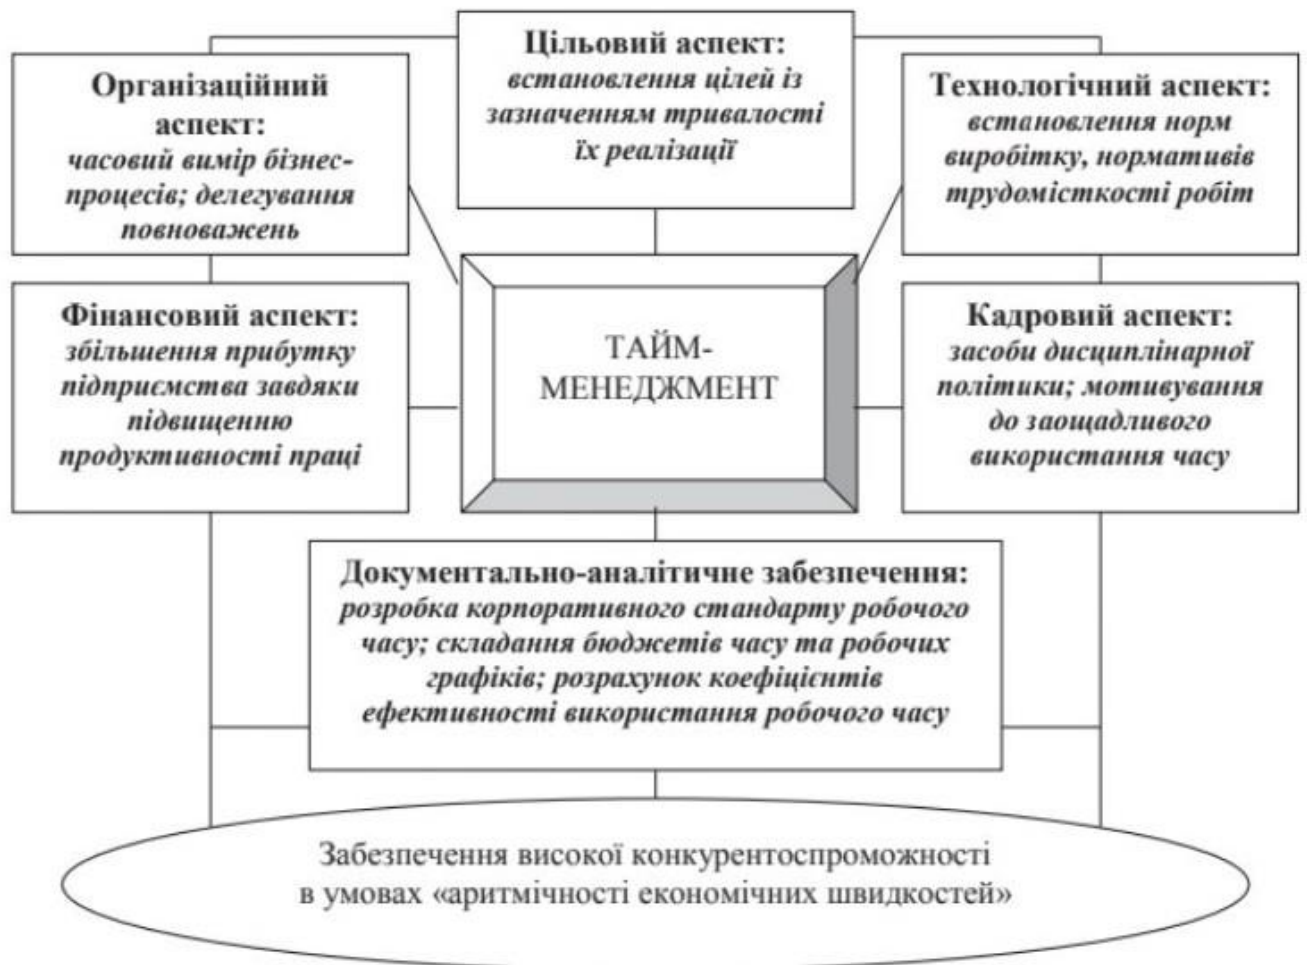 Цільовий аспект:
встановлення цілей із
зазначенням тривалості
їх реалізації
Організаційний
аспект:
часовий вимір бізнес-
процесів; делегування
повноважень
Технологічний аспект:
встановлення норм
виробітку, нормативів
трудомісткості робіт
Фінансовий аспект:
збільшення прибутку
підприємства завдяки
підвищенню
продуктивності праці
ТАЙМ-
МЕНЕДЖМЕНТ
Кадровий аспект:
засоби дисциплінарної
політики; мотивування
до заощадливого
використання часу
Документально-аналітичне забезпечення:
розробка корпоративного стандарту робочого
часу; складання бюджетів часу та робочих
графіків; розрахунок коефіцієнтів
ефективності використання робочого часу
Забезпечення високої конкурентоспроможності
в умовах «аритмічності економічних швидкостей»